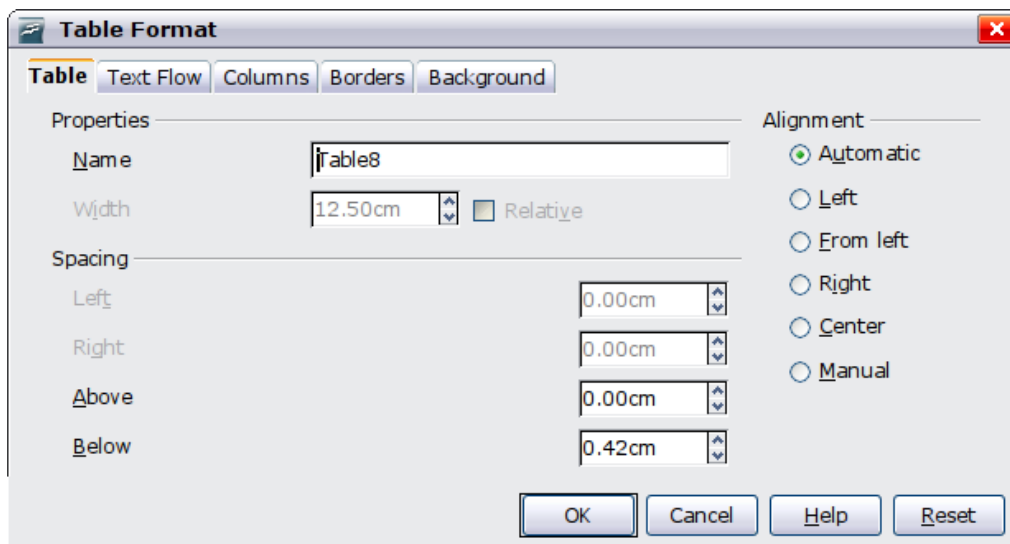 Table Format
Table Text Flow Columns Borders Background
Properties
Name Table8
Width 12.50cm Relative
Spacing
Left 0.00cm
Right 0.00cm
Above 0.00cm
Below 0.42cm
Alignment
Automatic
Left
From left
Right
Center
Manual
OK Cancel Help Reset